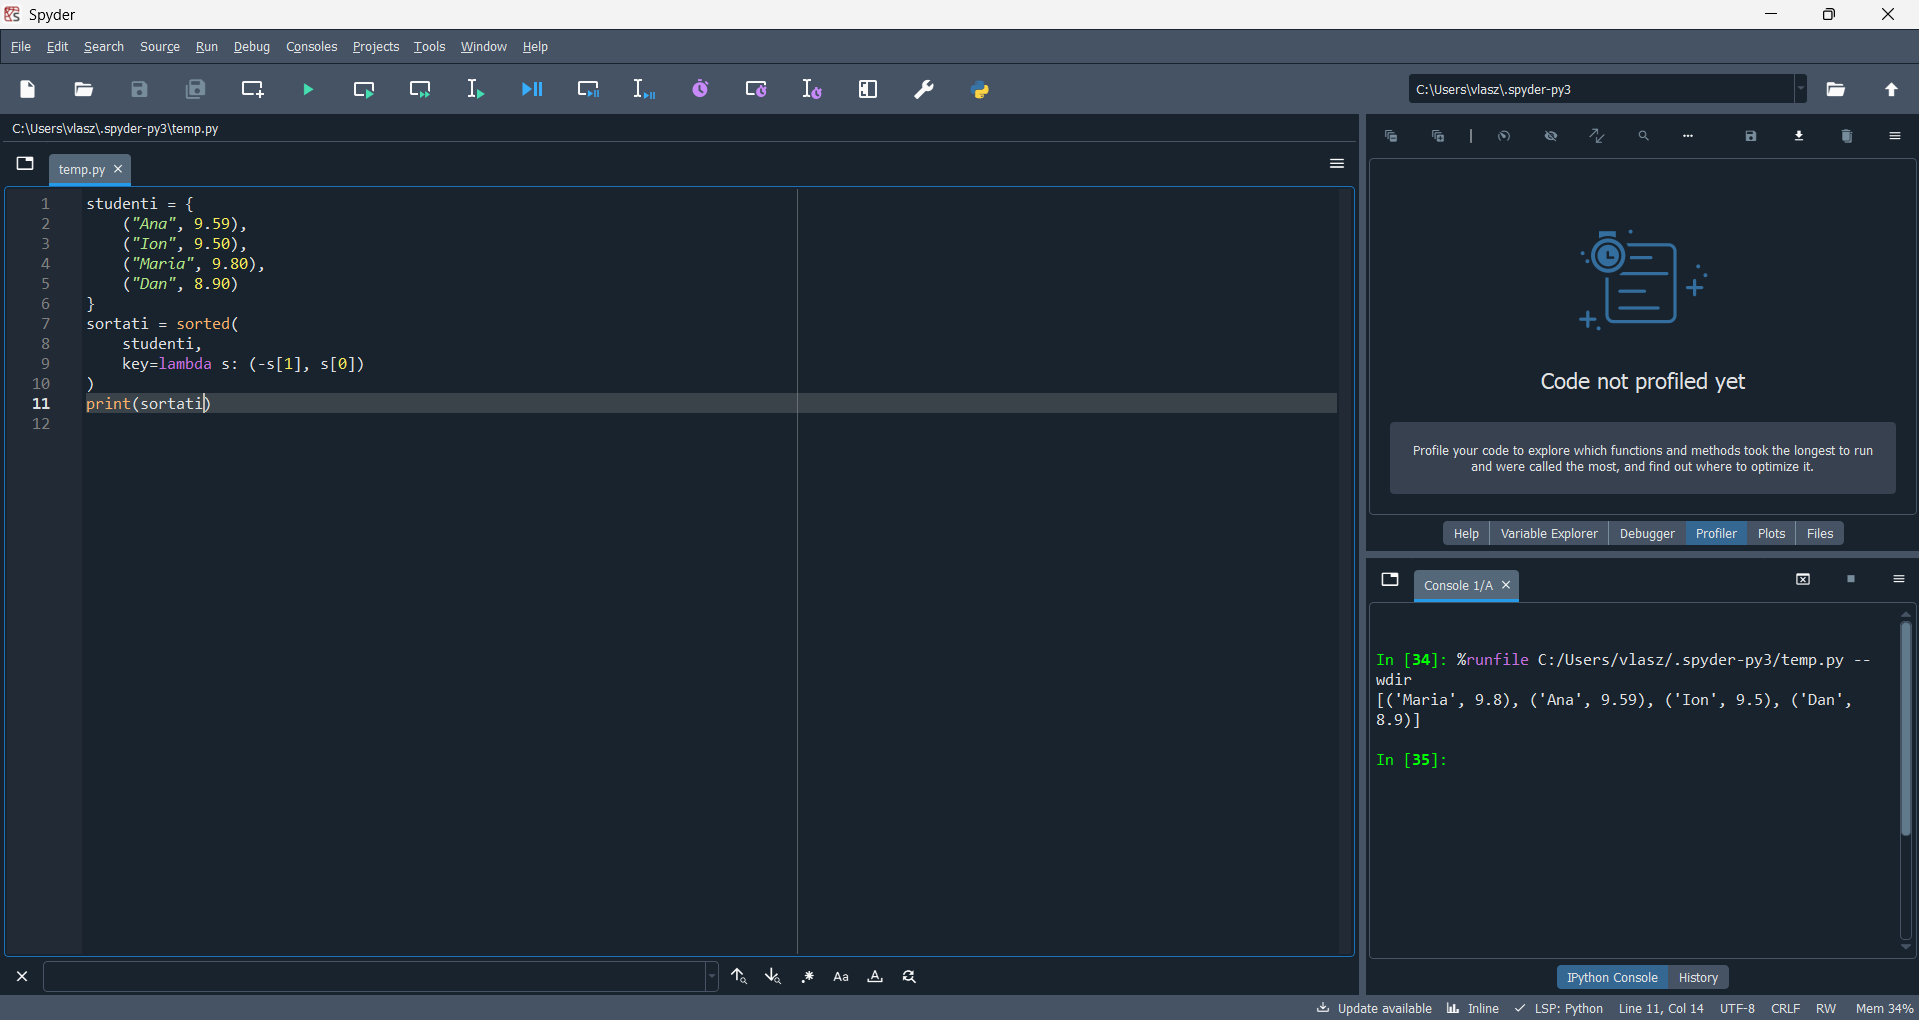 Spyder
File Edit Search Source Run Debug Consoles Projects Tools Window Help
C:\Users\vlasz\.spyder-py3
C:\Users\vlasz\.spyder-py3\temp.py
temp.py
1 studenti = {
2 ("Ana", 9.59),
3 ("Ion", 9.50),
4 ("Maria", 9.80),
5 ("Dan", 8.90)
6 }
7 sortati = sorted(
8 studenti,
9 key=lambda s: (-s[1], s[0])
10 )
11 print(sortati)
12
Code not profiled yet
Profile your code to explore which functions and methods took the longest to run
and were called the most, and find out where to optimize it.
Help Variable Explorer Debugger Profiler Plots Files
Console 1/A
In [34]: %runfile C:/Users/vlasz/.spyder-py3/temp.py --
wdir
[('Maria', 9.8), ('Ana', 9.59), ('Ion', 9.5), ('Dan',
8.9)]
In [35]:
Aa
IPython Console History
Update available Inline LSP: Python Line 11, Col 14 UTF-8 CRLF RW Mem 34%